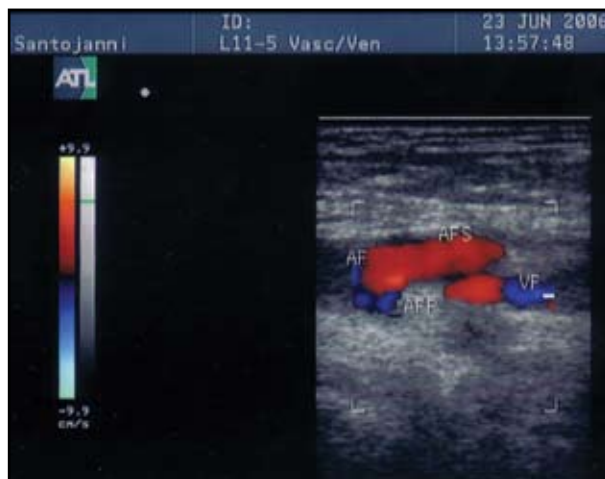 ID: 23 JUN 2006
Santojanni L11-5 Vasc/Ven 13:57:48
ATL
+9.9
AFS
AF
VF
AFP
-9.9
cm/s